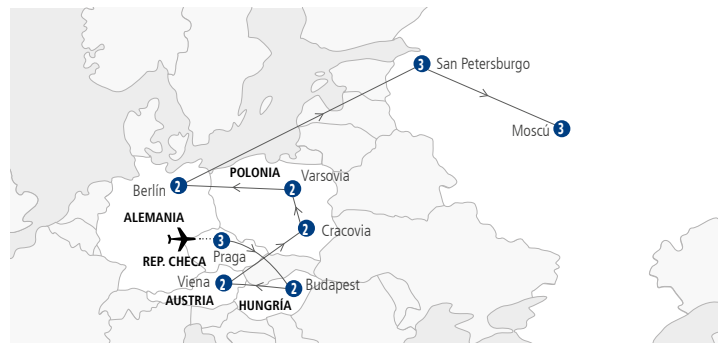 3 San Petersburgo
Moscú 3
POLONIA
Varsovia
Berlín 2
2
ALEMANIA
2 Cracovia
3
Praga
REP. CHECA
Viena 2
2 Budapest
AUSTRIA
HUNGRÍA